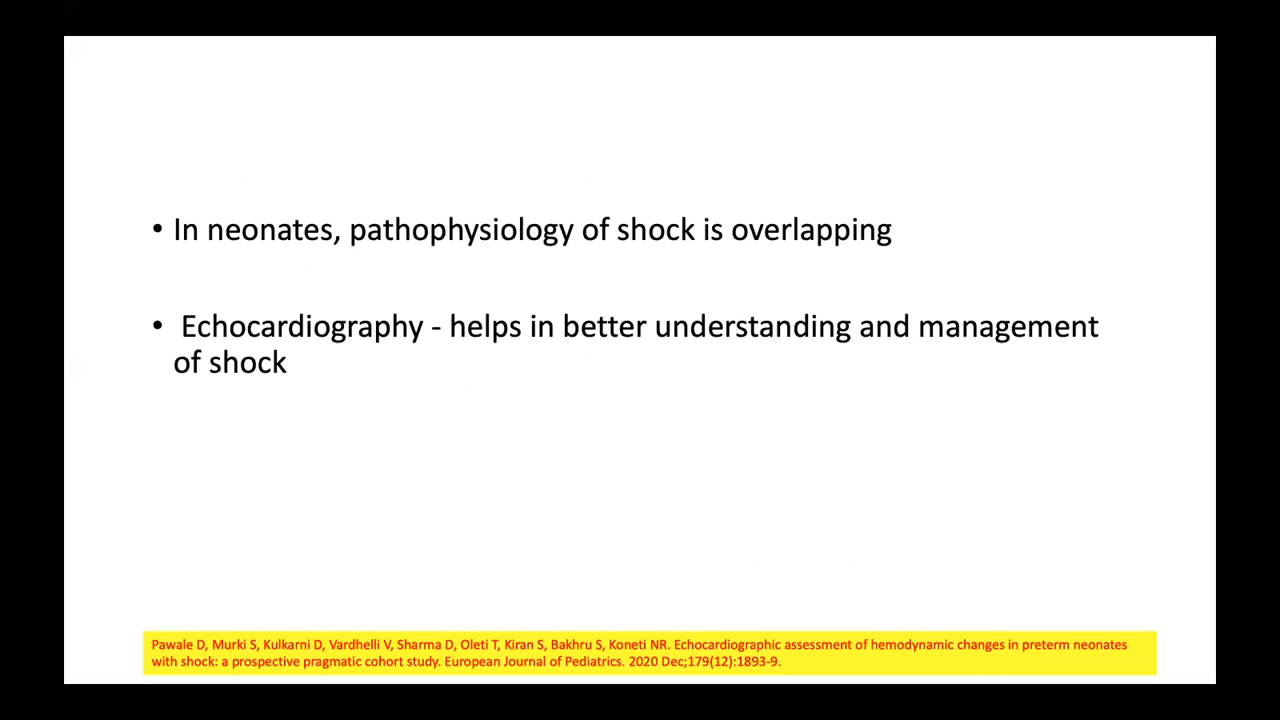 • In neonates, pathophysiology of shock is overlapping
• Echocardiography - helps in better understanding and management
of shock
Pawale D, Murki S, Kulkarni D, Vardhelli V, Sharma D, Oleti T, Kiran S, Bakhru S, Koneti NR. Echocardiographic assessment of hemodynamic changes in preterm neonates
with shock: a prospective pragmatic cohort study. European Journal of Pediatrics. 2020 Dec;179(12):1893-9.